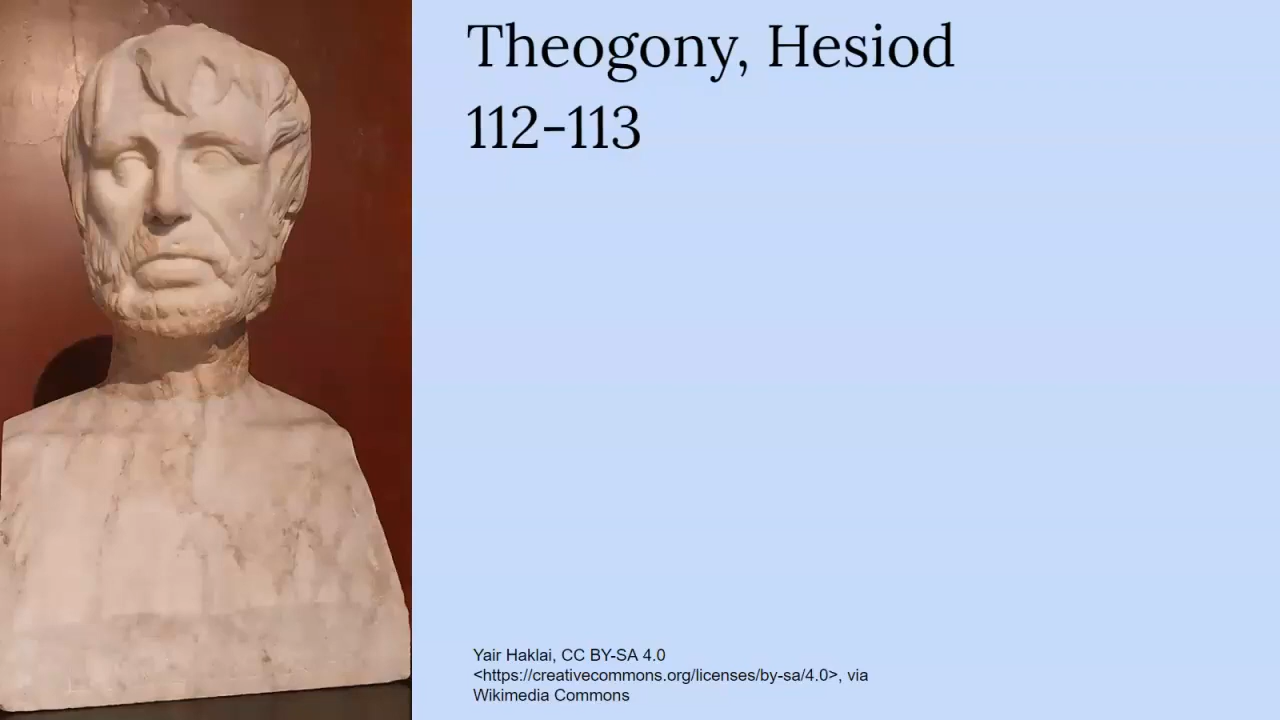 Theogony, Hesiod
112-113
Yair Haklai, CC BY-SA 4.0
<https://creativecommons.org/licenses/by-sa/4.0>, via
Wikimedia Commons